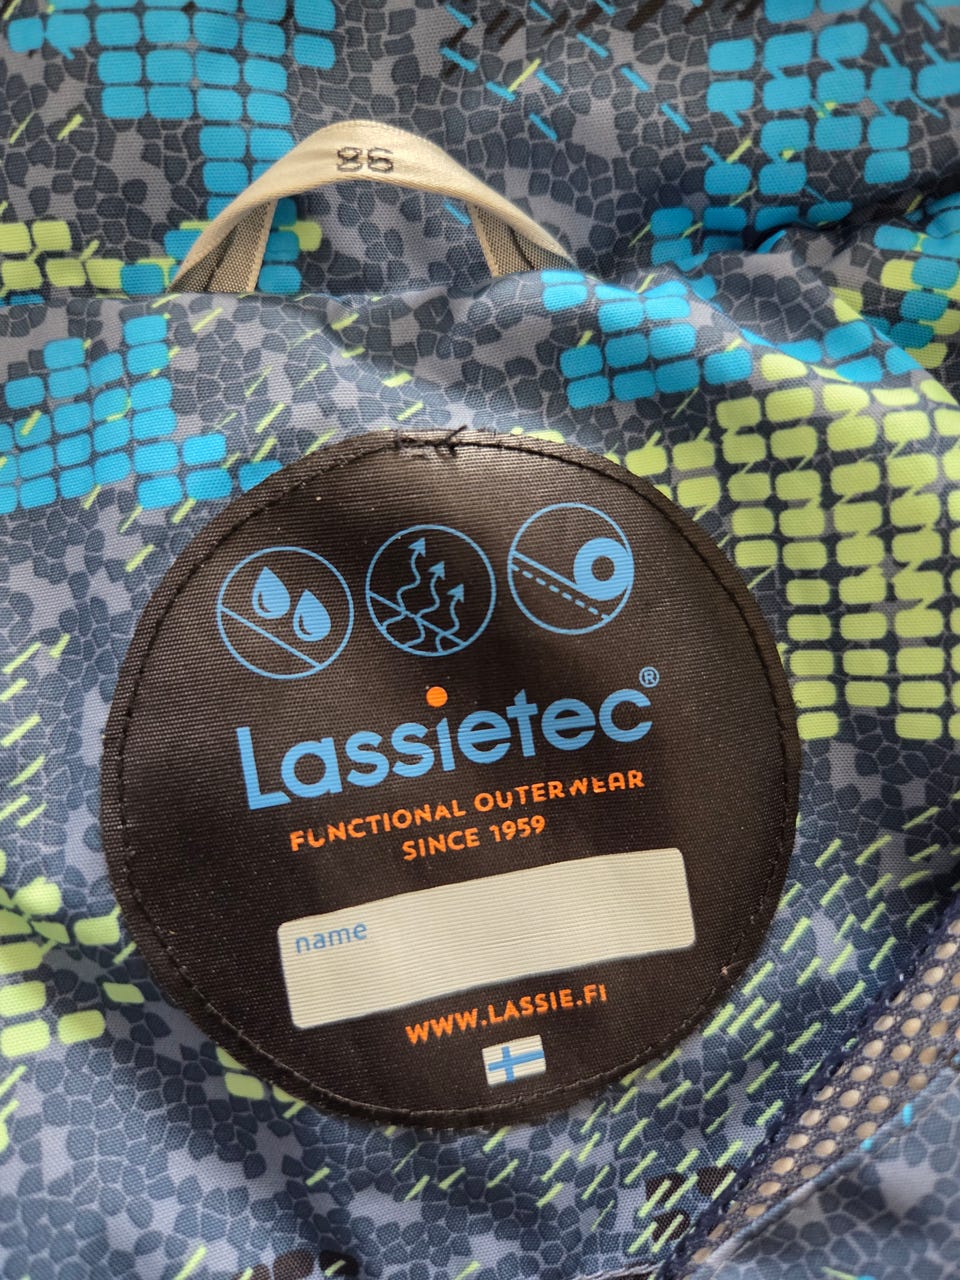 86
Lassietec®
FUNCTIONAL OUTERWEAR
SINCE 1959
name
WWW.LASSIE.FI